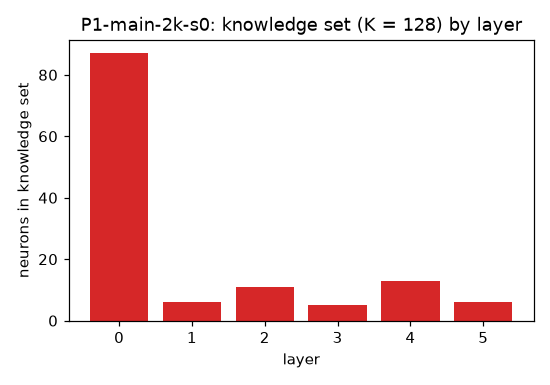 P1-main-2k-s0: knowledge set (K = 128) by layer
neurons in knowledge set
80
60
40
20
0
0 1 2 3 4 5
layer